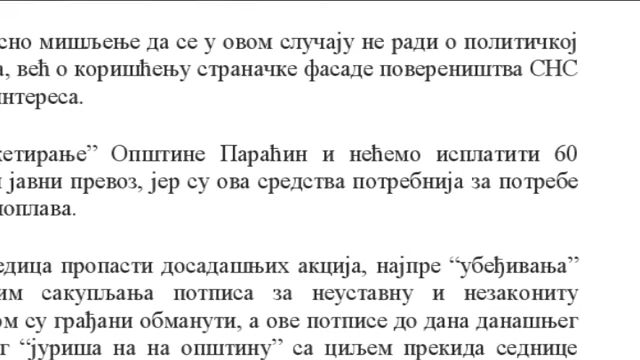 сно мишљење да се у овом случају не ради о политичкој
а, већ о коришћењу страначке фасаде повереништва СНС
интереса.
кетирање” Општине Параћин и нећемо исплатити 60
јавни превоз, јер су ова средства потребнија за потребе
поплава.
едица пропасти досадашњих акција, најпре “убеђивања”
им сакупљања потписа за неуставну и незакониту
ом су грађани обманути, а ове потписе до дана данашњег
г “јуриша на на општину” са циљем прекида седнице